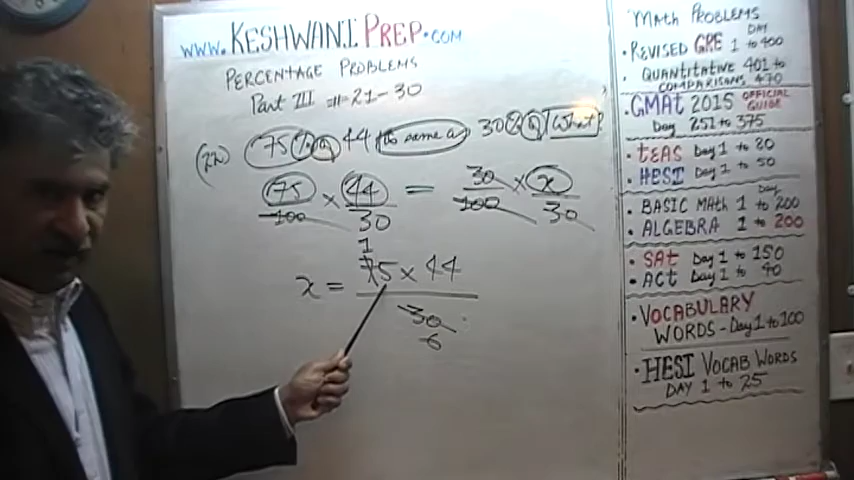 www.KESHWANI PREP.com
PERCENTAGE PROBLEMS
Part III #21-30
(22) 75 % of 44 is same as 30 % of What?
75/100 × 44/30 = 30/100 × x/30
1
x = 75 × 44 / 30
6
MATH PROBLEMS
• REVISED GRE DAY 1 to 400
• QUANTITATIVE 401 to
COMPARISONS 470
• GMAT 2015 OFFICIAL GUIDE
Day 251 to 375
• TEAS Day 1 to 80
• HESI Day 1 to 50
• BASIC MATH Day 1 to 200
• ALGEBRA 1 to 200
• SAT Day 1 to 150
• ACT Day 1 to 40
• VOCABULARY
WORDS - Day 1 to 100
• HESI VOCAB WORDS
DAY 1 to 25